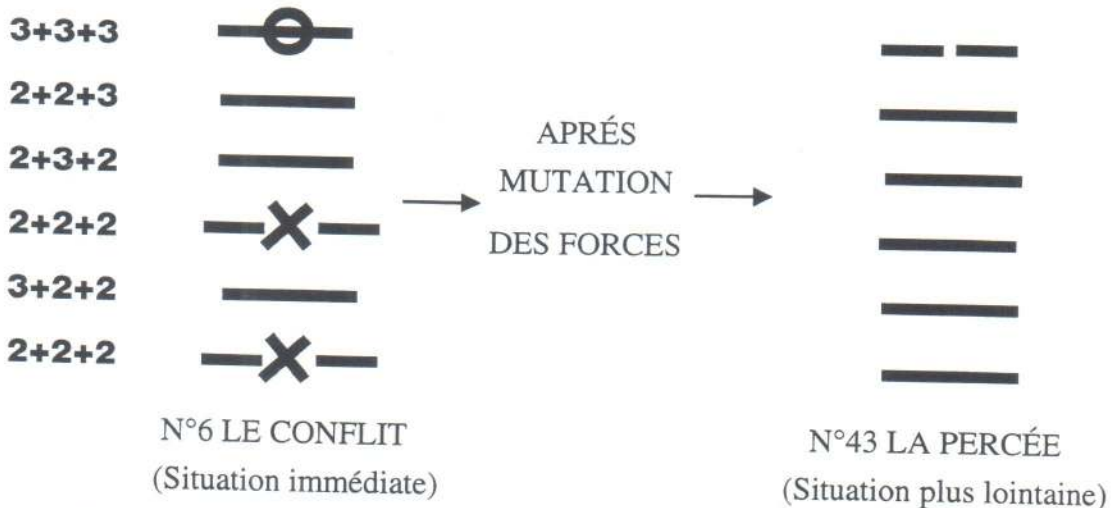 3+3+3
2+2+3
2+3+2
2+2+2
3+2+2
2+2+2
APRÉS
MUTATION
DES FORCES
N°6 LE CONFLIT
(Situation immédiate)
N°43 LA PERCÉE
(Situation plus lointaine)